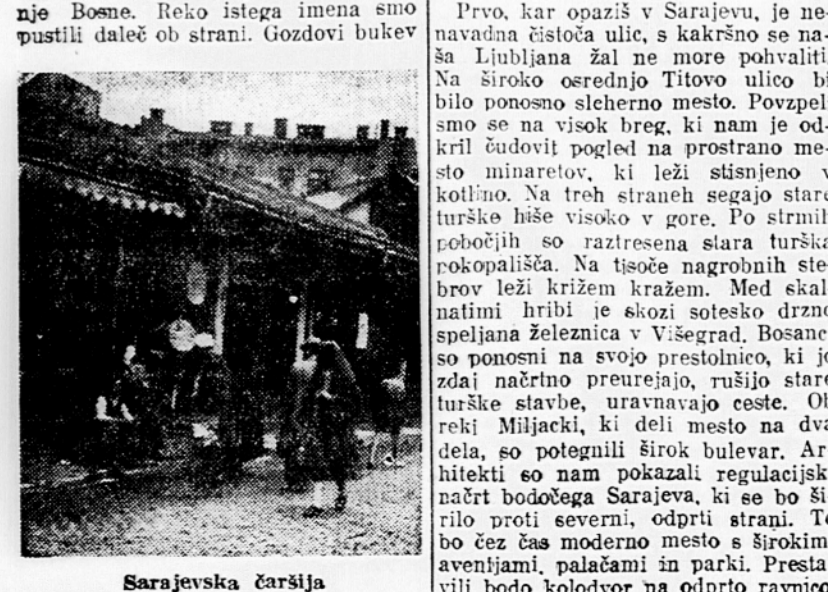 nje Bosne. Reko istega imena smo
pustili daleč ob strani. Gozdovi bukev
Sarajevska čaršija
Prvo, kar opaziš v Sarajevu, je ne-
navadna čistoča ulic, s kakršno se na-
ša Ljubljana žal ne more pohvaliti.
Na široko osrednjo Titovo ulico bi
bilo ponosno sleherno mesto. Povzpel
smo se na visok breg, ki nam je od-
kril čudovit pogled na prostrano me-
sto minaretov, ki leži stisnjeno v
kotlino. Na treh straneh segajo stare
turške hiše visoko v gore. Po strmih
pobočjih so raztresena stara turška
pokopališča. Na tisoče nagrobnih ste-
brov leži križem kražem. Med skal-
natimi hribi je skozi sotesko drzno
speljana železnica v Višegrad. Bosanci
so ponosni na svojo prestolnico, ki jo
zdaj načrtno preurejajo, rušijo stare
turške stavbe, uravnavajo ceste. Ob
reki Miljacki, ki deli mesto na dva
dela, so potegnili širok bulevar. Ar-
hitekti so nam pokazali regulacijski
načrt bodočega Sarajeva, ki se bo ši-
rilo proti severni, odprti strani. To
bo čez čas moderno mesto s širokimi
aventjami, palačami in parki. Presta-
vili bodo kolodvor na odprto ravnico